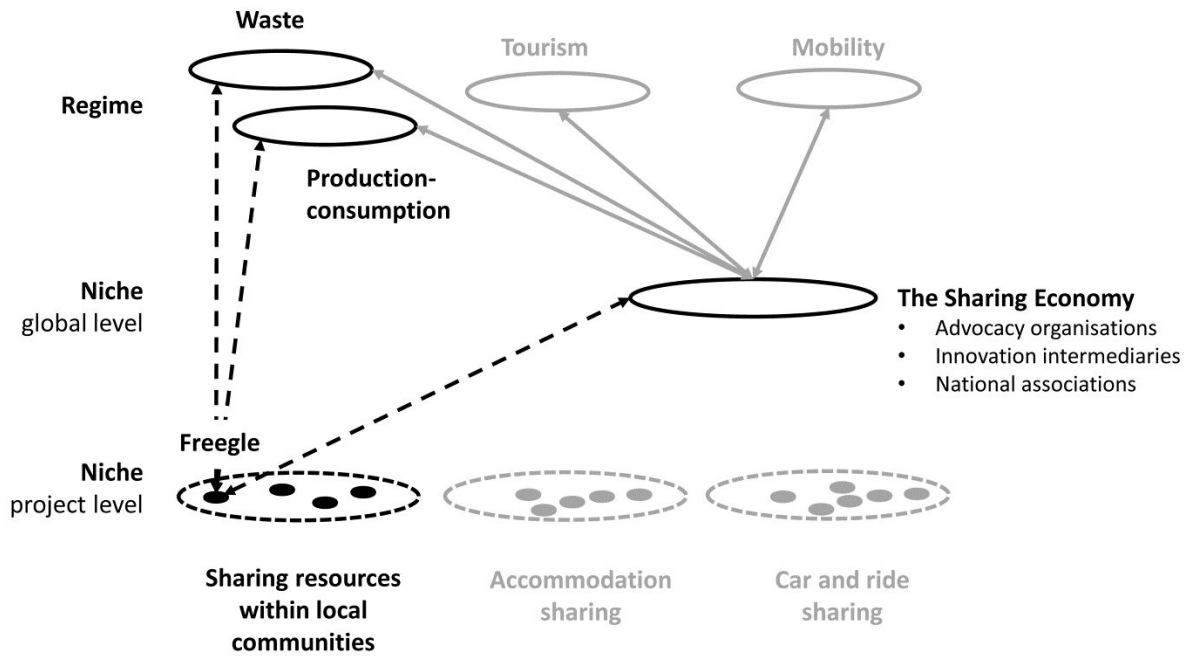 Waste
Tourism
Mobility
Regime
Production-
consumption
Niche
global level
The Sharing Economy
• Advocacy organisations
• Innovation intermediaries
• National associations
Freegle
Niche
project level
Sharing resources
within local
communities
Accommodation
sharing
Car and ride
sharing